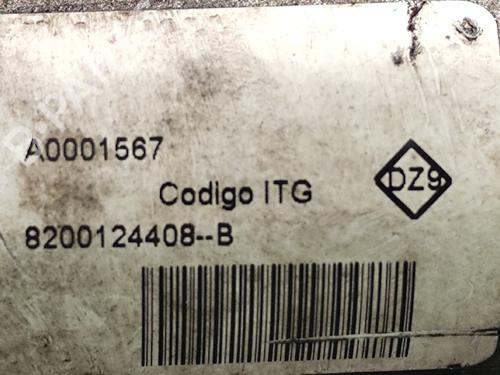 A0001567
Codigo ITG
DZ9
8200124408--B